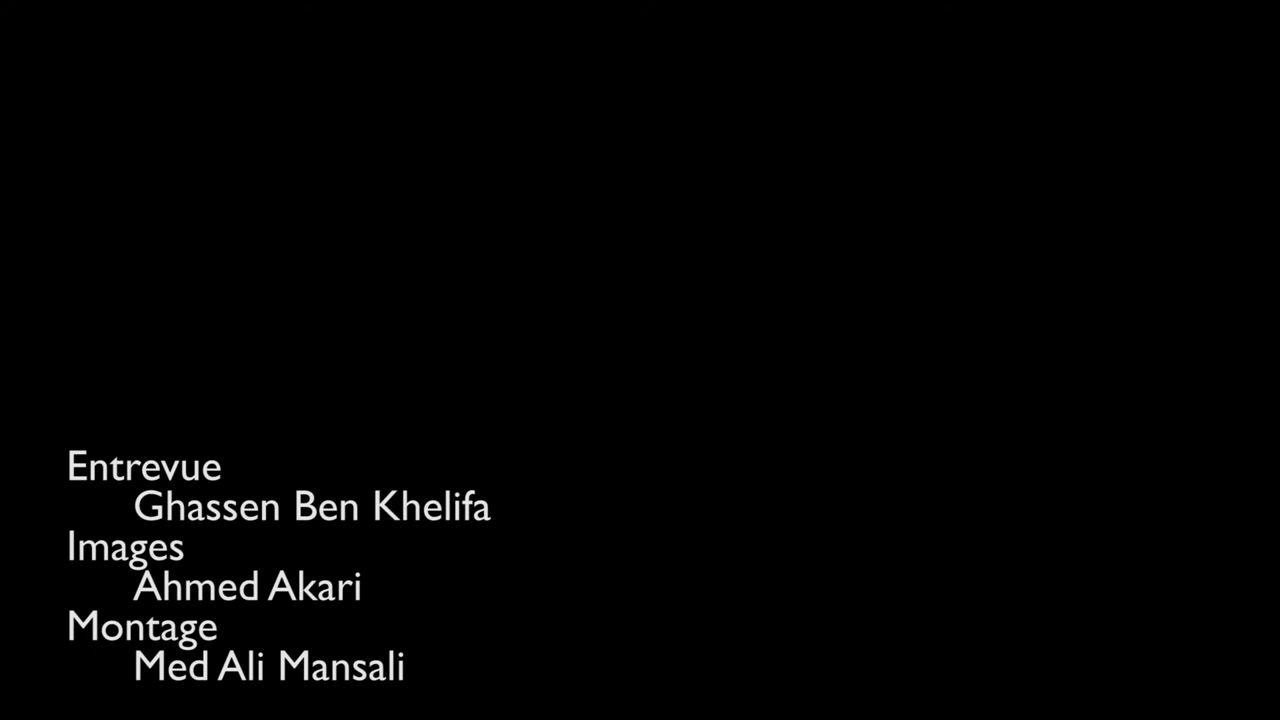 Entrevue
Ghassen Ben Khelifa
Images
Ahmed Akari
Montage
Med Ali Mansali